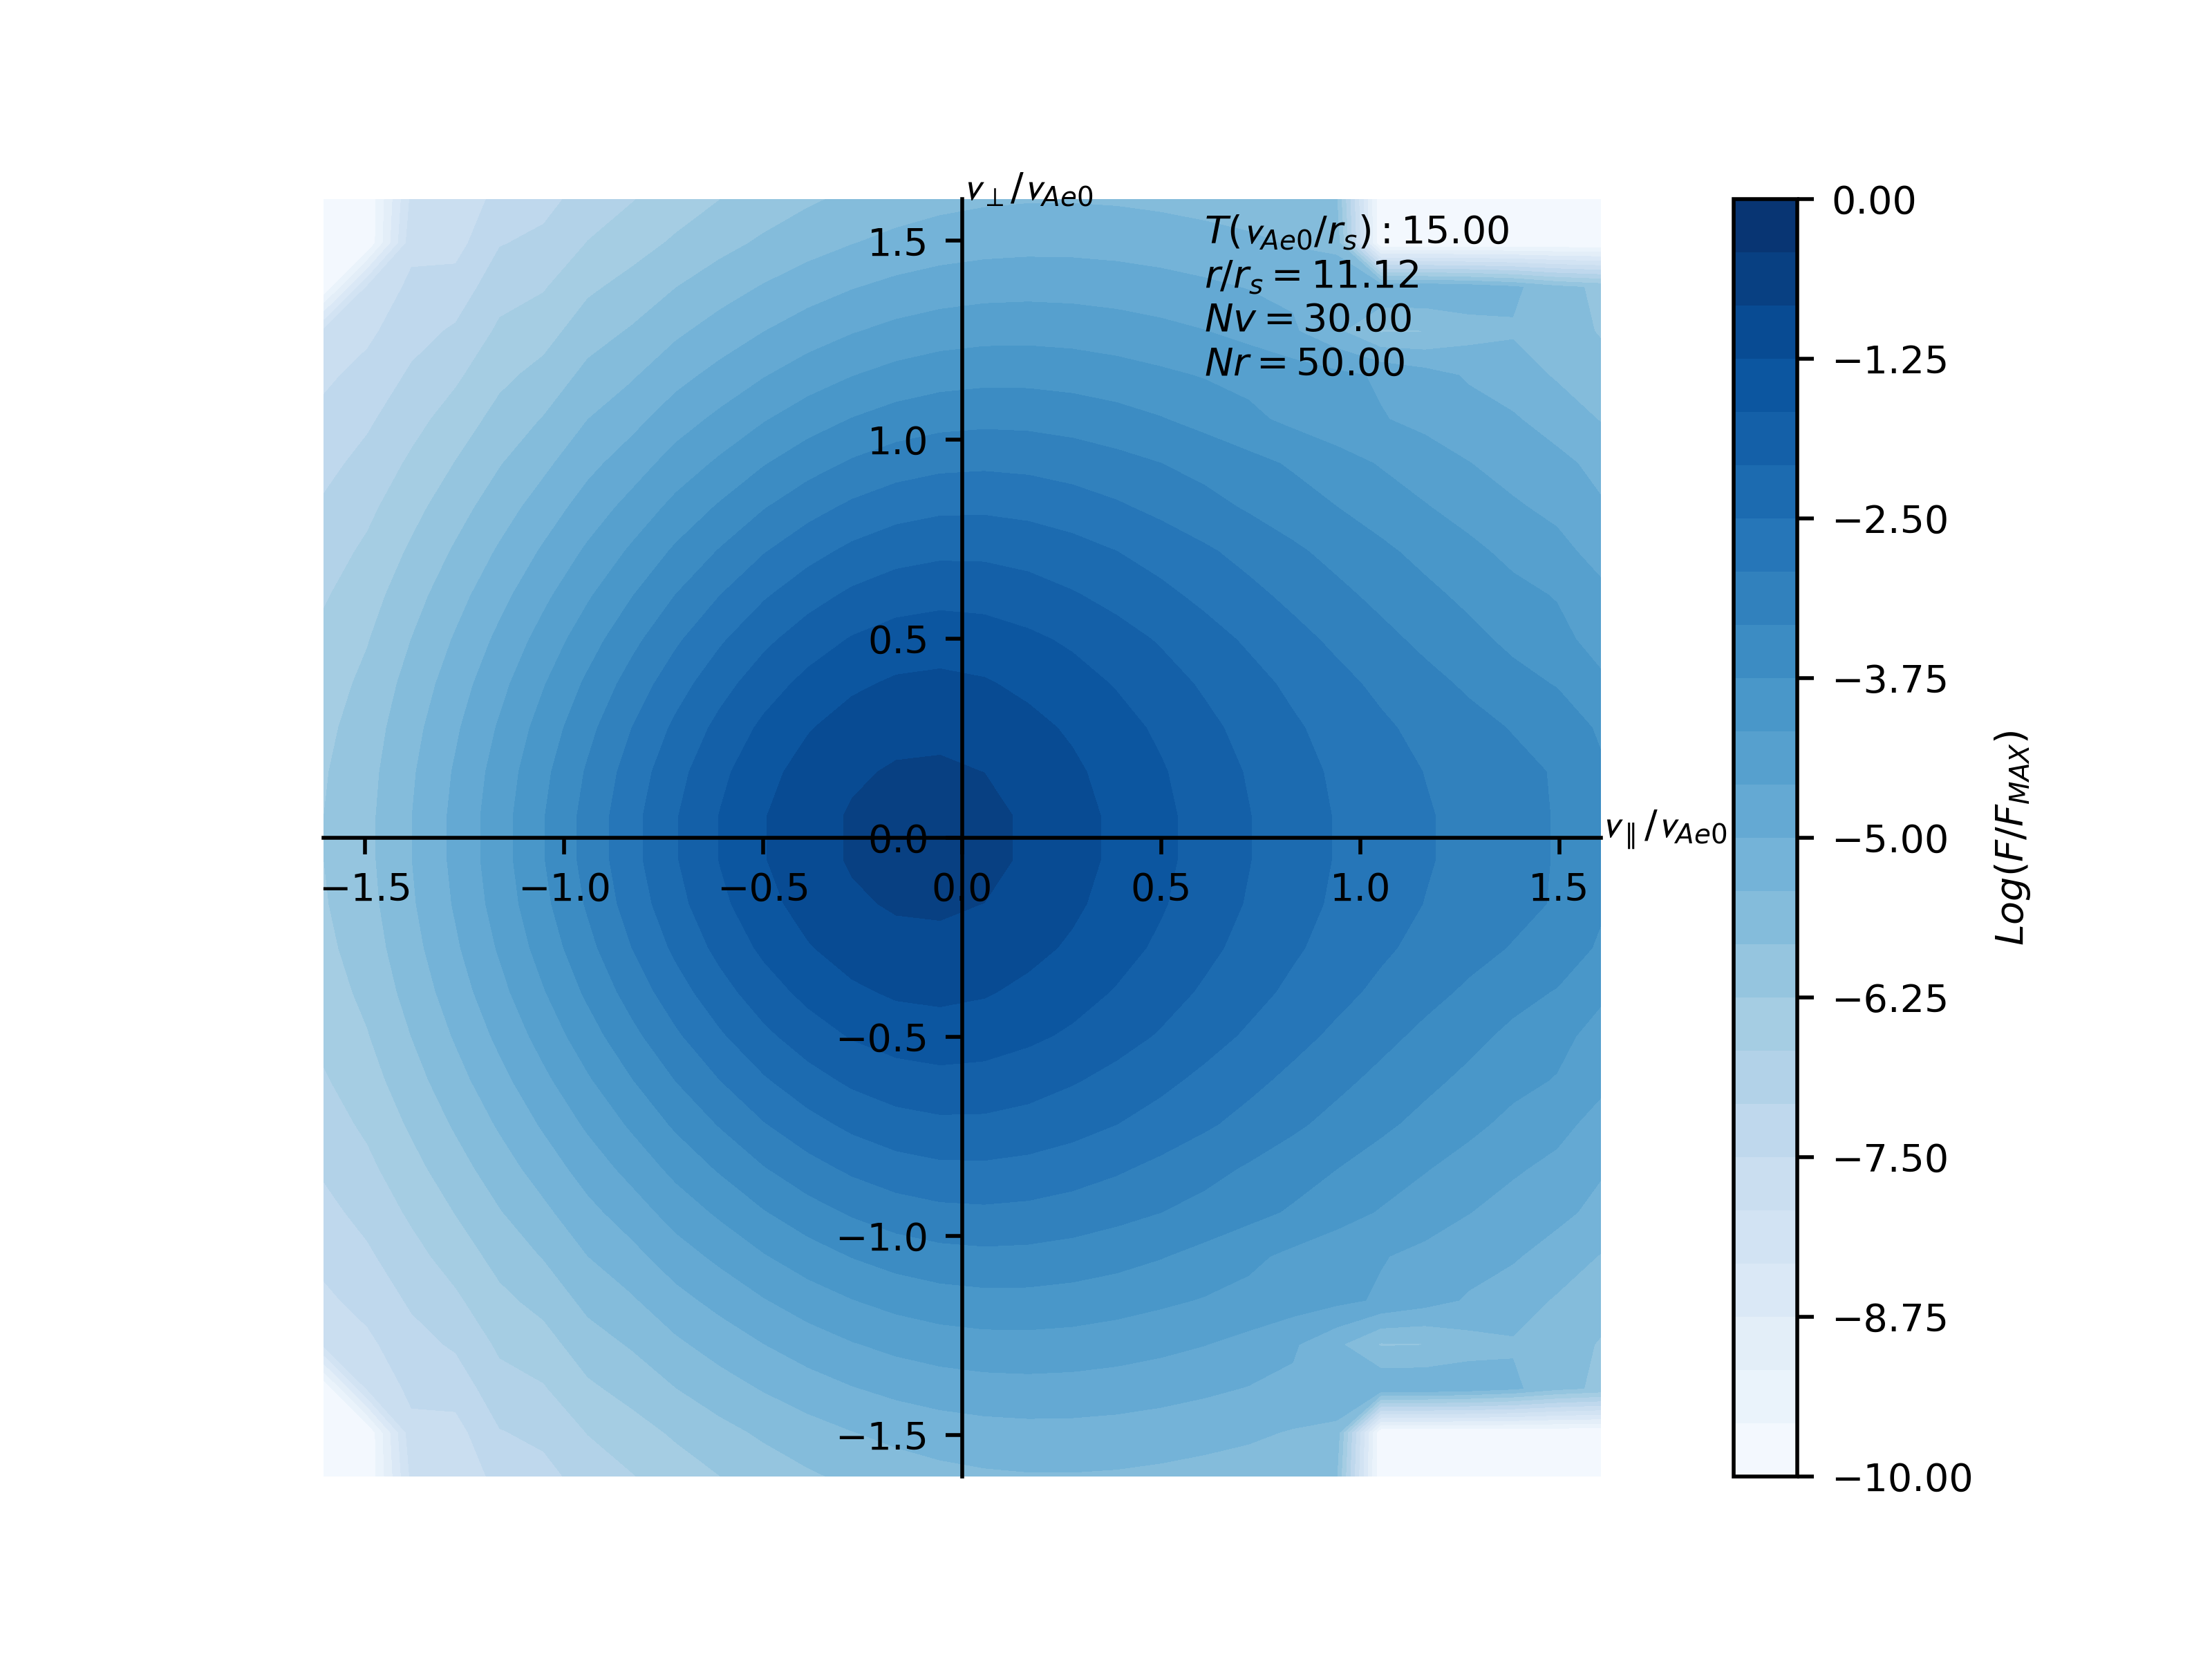 v⊥/vAe0
T(vAe0/rs) : 15.00
r/rs = 11.12
Nv = 30.00
Nr = 50.00
1.5
1.0
0.5
0.0
−0.5
−1.0
−1.5
−1.5 −1.0 −0.5 0.0 0.5 1.0 1.5
v∥/vAe0
0.00
−1.25
−2.50
−3.75
−5.00
−6.25
−7.50
−8.75
−10.00
Log(F/FMAX)